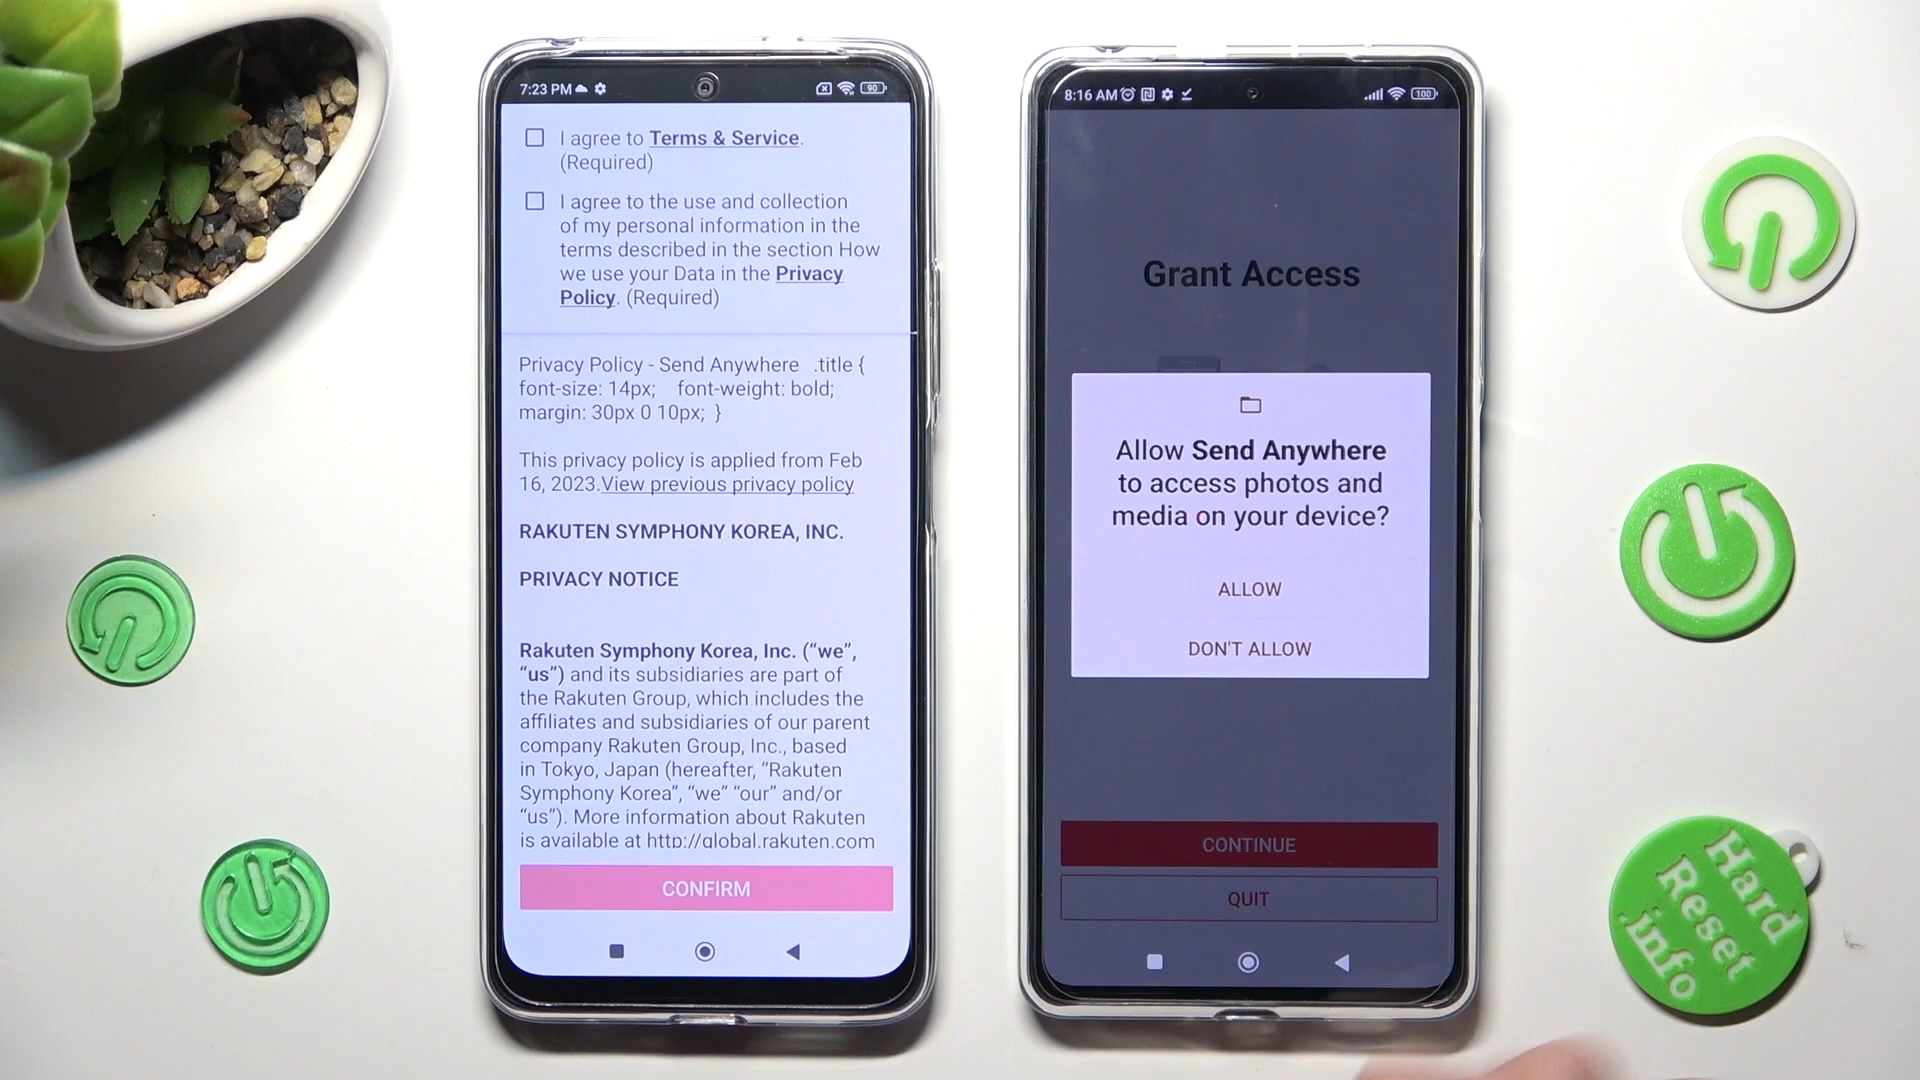 7:23 PM
90
I agree to Terms & Service.
(Required)
I agree to the use and collection
of my personal information in the
terms described in the section How
we use your Data in the Privacy
Policy. (Required)
Privacy Policy - Send Anywhere .title {
font-size: 14px; font-weight: bold;
margin: 30px 0 10px; }
This privacy policy is applied from Feb
16, 2023.View previous privacy policy
RAKUTEN SYMPHONY KOREA, INC.
PRIVACY NOTICE
Rakuten Symphony Korea, Inc. (“we”,
“us”) and its subsidiaries are part of
the Rakuten Group, which includes the
affiliates and subsidiaries of our parent
company Rakuten Group, Inc., based
in Tokyo, Japan (hereafter, “Rakuten
Symphony Korea”, “we” “our” and/or
“us”). More information about Rakuten
is available at http://global.rakuten.com
CONFIRM
8:16 AM
100
Grant Access
Allow Send Anywhere
to access photos and
media on your device?
ALLOW
DON'T ALLOW
CONTINUE
QUIT
Hard
Reset
.info